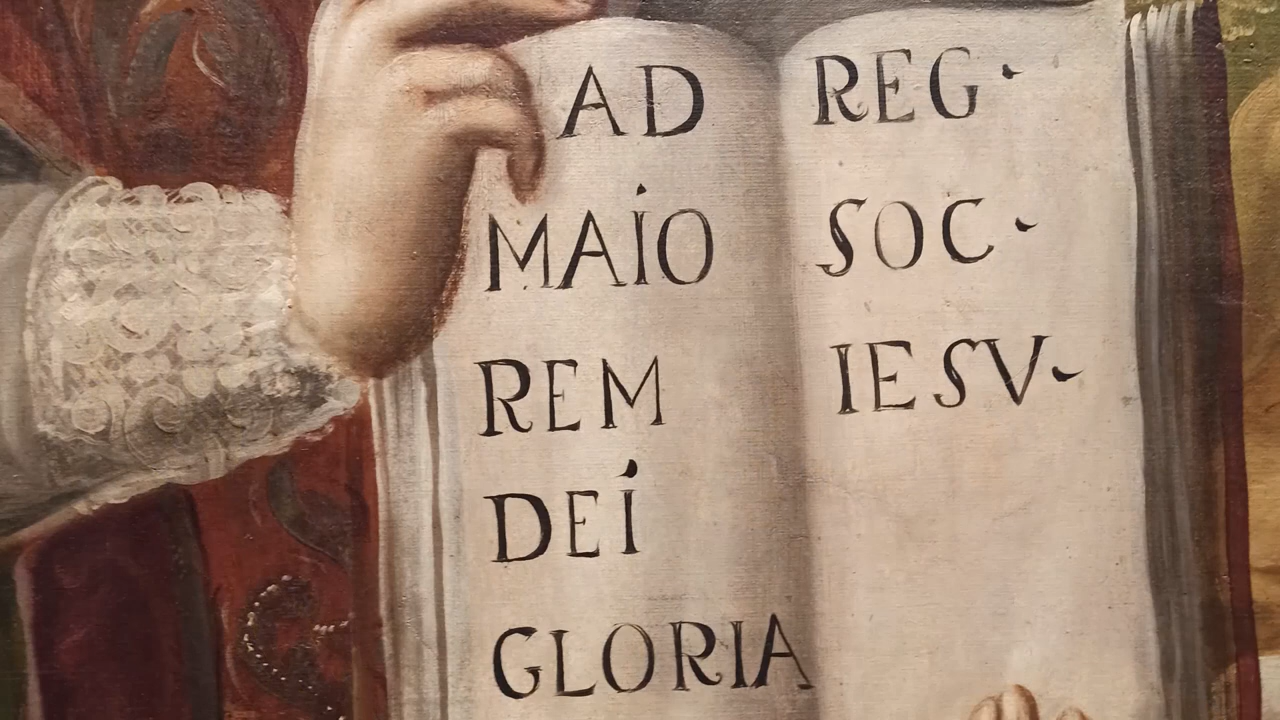 AD
MAIO
REM
DEI
GLORIA
REG·
SOC·
IESV·